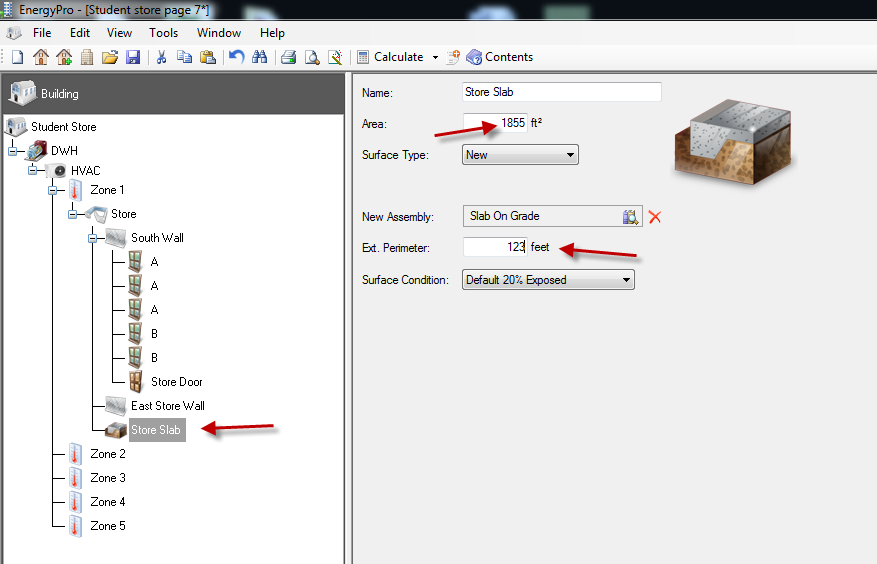 EnergyPro - [Student store page 7*]
File Edit View Tools Window Help
Calculate Contents
Building
Student Store
DWH
HVAC
Zone 1
Store
South Wall
A
A
A
B
B
Store Door
East Store Wall
Store Slab
Zone 2
Zone 3
Zone 4
Zone 5
Name: Store Slab
Area: 1855 ft²
Surface Type: New
New Assembly: Slab On Grade
Ext. Perimeter: 123 feet
Surface Condition: Default 20% Exposed